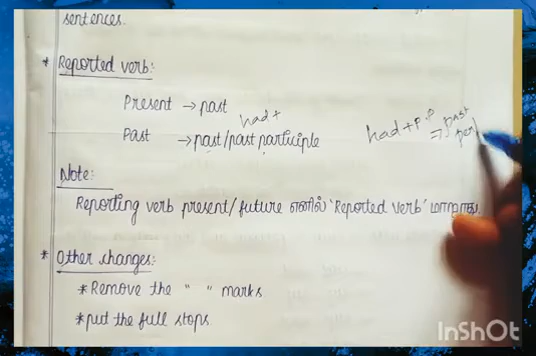 sentences.
* Reported verb:
Present → past
had +
Past → past/past participle
had + P.P
= past
per
Note:
Reporting verb present/future எனில் 'Reported verb' மாறாது.
* Other changes:
* Remove the " " marks
* put the full stops.
InShOt